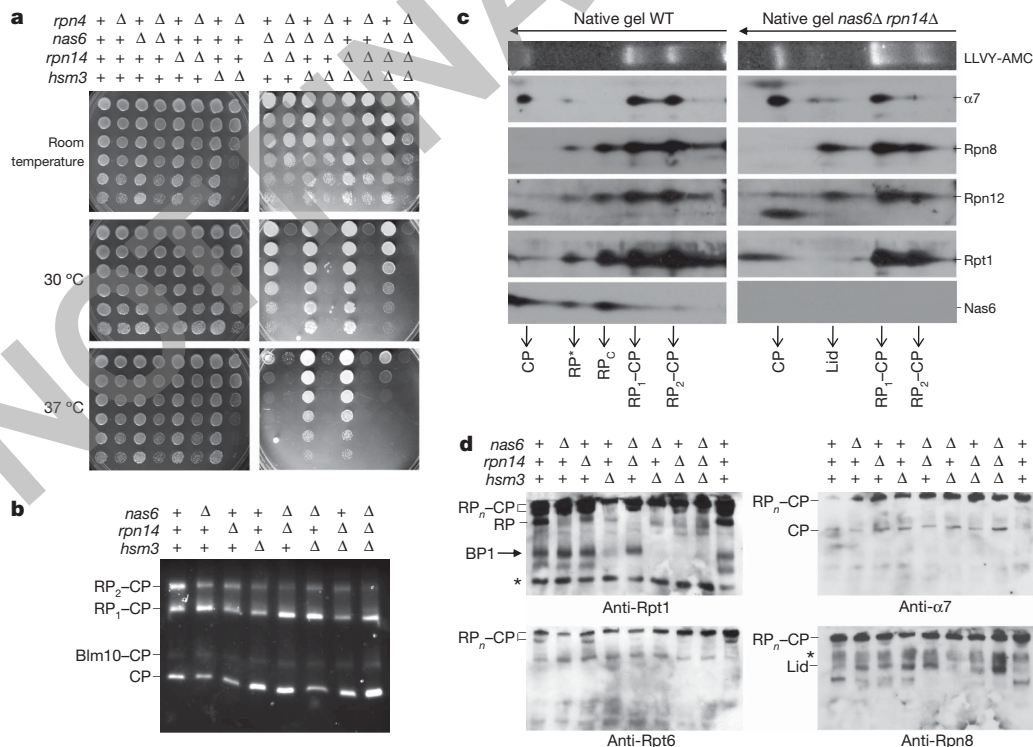 a
rpn4 + Δ + Δ + Δ + Δ + Δ + Δ + Δ + Δ
nas6 + + Δ Δ + + + + Δ Δ Δ Δ + + Δ Δ
rpn14 + + + + Δ Δ + + Δ Δ + + Δ Δ Δ Δ
hsm3 + + + + + + Δ Δ + + Δ Δ Δ Δ Δ Δ
Room
temperature
30 °C
37 °C
b
nas6 + Δ + + Δ Δ + Δ
rpn14 + + Δ + Δ + Δ Δ
hsm3 + + + Δ + Δ Δ Δ
RP2–CP
RP1–CP
Blm10–CP
CP
c
Native gel WT
Native gel nas6Δ rpn14Δ
LLVY-AMC
α7
Rpn8
Rpn12
Rpt1
Nas6
CP
RP*
RPC
RP1–CP
RP2–CP
CP
Lid
RP1–CP
RP2–CP
d
nas6 + Δ + + Δ Δ + Δ + + Δ + + Δ Δ + Δ +
rpn14 + + Δ + Δ + Δ Δ + + + Δ + Δ + Δ Δ +
hsm3 + + + Δ + Δ Δ Δ + + + + Δ + Δ Δ Δ +
RPn–CP
RP
BP1
*
Anti-Rpt1
RPn–CP
CP
Anti-α7
RPn–CP
Anti-Rpt6
RPn–CP
*
Lid
Anti-Rpn8